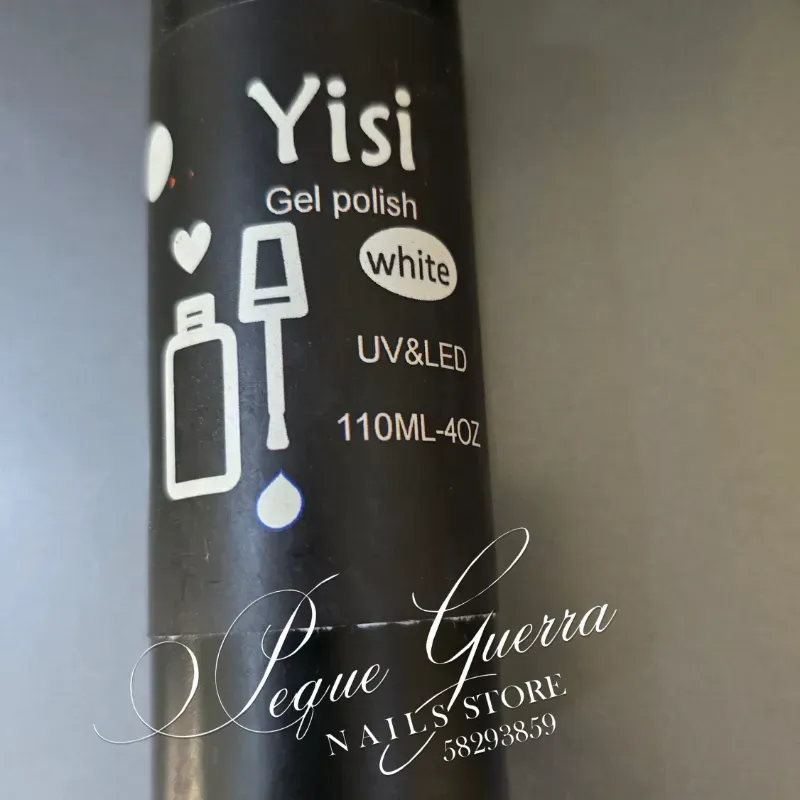 Yisi
Gel polish
white
UV&LED
110ML-4OZ
Peque Guerra
NAILS STORE
58293859